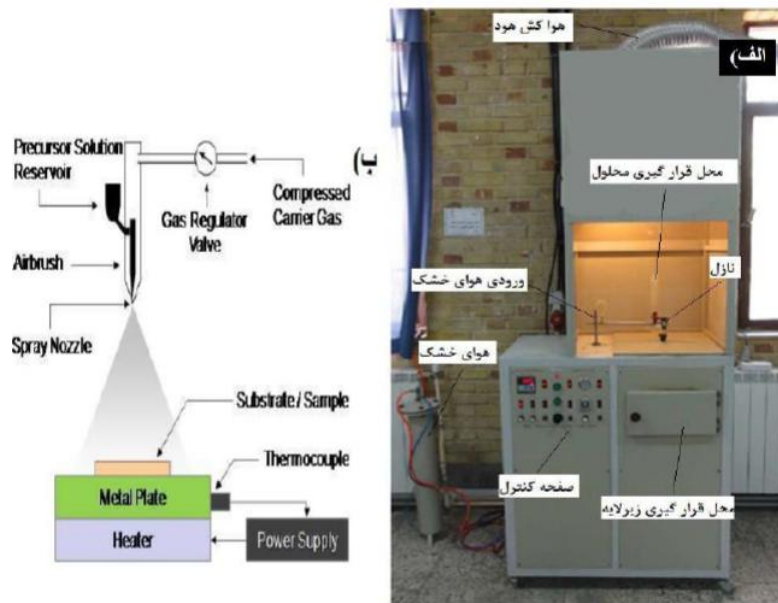 Precursor Solution
Reservoir
Airbrush
Spray Nozzle
Gas Regulator
Valve
Compressed
Carrier Gas
ب)
Substrate / Sample
Thermocouple
Metal Plate
Heater
Power Supply
هوا کش هود
الف)
محل قرار گیری محلول
نازل
ورودی هوای خشک
هوای خشک
صفحه کنترل
محل قرار گیری زیرلایه